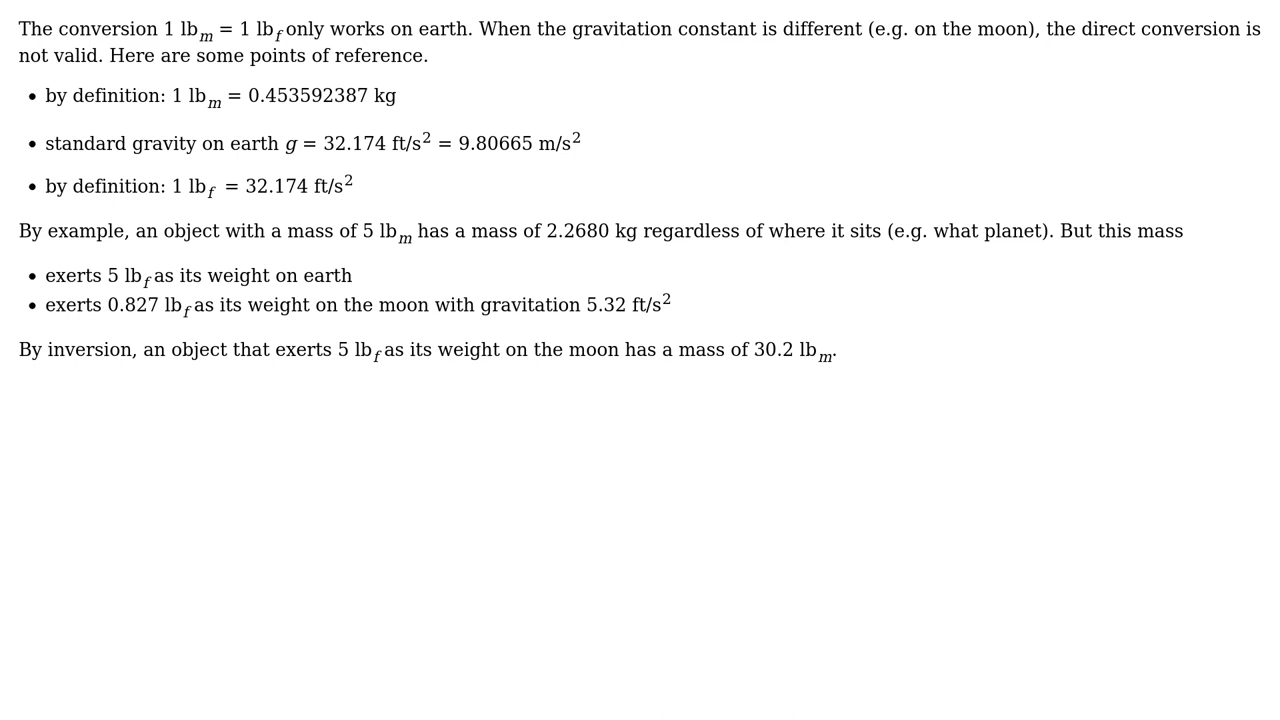 The conversion 1 lbm = 1 lbf only works on earth. When the gravitation constant is different (e.g. on the moon), the direct conversion is
not valid. Here are some points of reference.
• by definition: 1 lbm = 0.453592387 kg
• standard gravity on earth g = 32.174 ft/s2 = 9.80665 m/s2
• by definition: 1 lbf = 32.174 ft/s2
By example, an object with a mass of 5 lbm has a mass of 2.2680 kg regardless of where it sits (e.g. what planet). But this mass
• exerts 5 lbf as its weight on earth
• exerts 0.827 lbf as its weight on the moon with gravitation 5.32 ft/s2
By inversion, an object that exerts 5 lbf as its weight on the moon has a mass of 30.2 lbm.